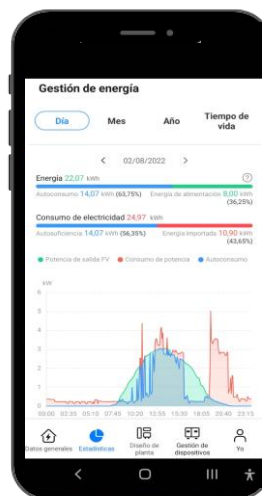 Gestión de energía
Día Mes Año Tiempo de vida
< 02/08/2022 >
Energía 22,07 kWh
Autoconsumo 14,07 kWh (63,75%) Energía de alimentación 8,00 kWh (36,25%)
Consumo de electricidad 24,97 kWh
Autosuficiencia 14,07 kWh (56,35%) Energía importada 10,90 kWh (43,65%)
Potencia de salida FV Consumo de potencia Autoconsumo
kW
6
5
4
3
2
1
0
00:00 02:35 05:10 07:45 10:20 12:55 15:30 18:05 20:40 23:15
Datos generales Estadísticas Diseño de planta Gestión de dispositivos Yo